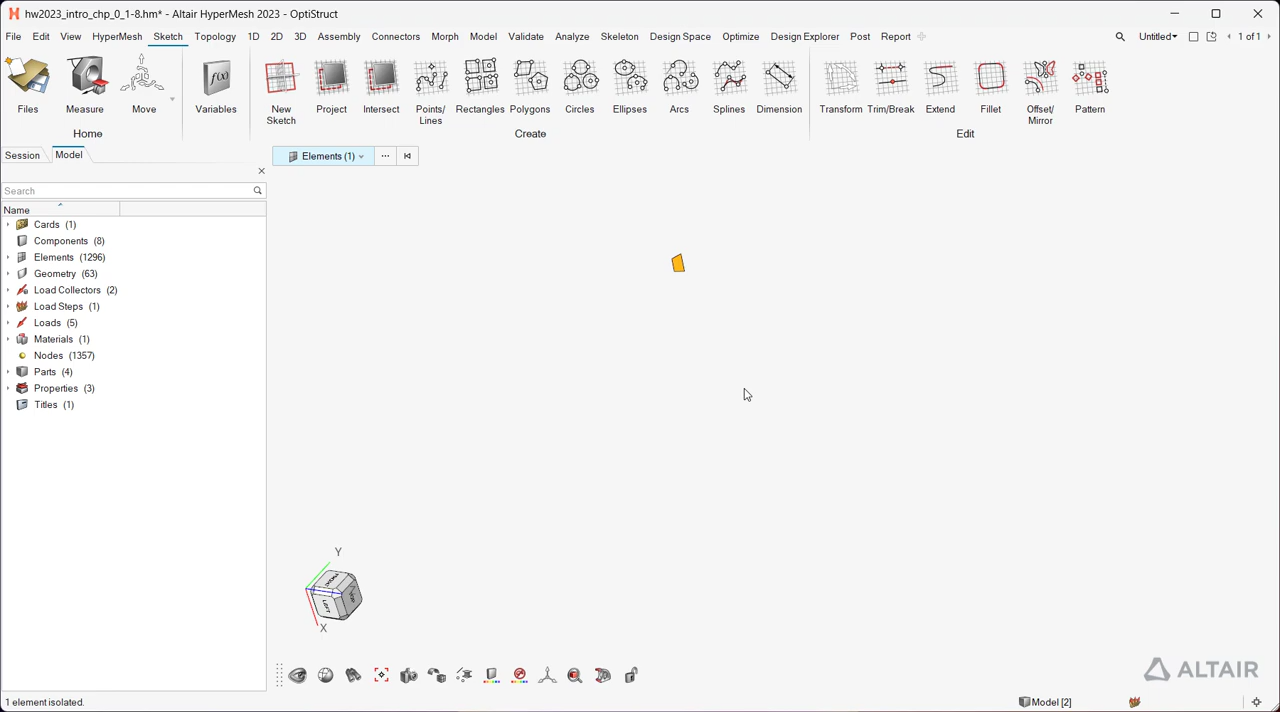 hw2023_intro_chp_0_1-8.hm* - Altair HyperMesh 2023 - OptiStruct
File Edit View HyperMesh Sketch Topology 1D 2D 3D Assembly Connectors Morph Model Validate Analyze Skeleton Design Space Optimize Design Explorer Post Report Untitled 1 of 1
Files Measure Move Variables New Sketch Project Intersect Points/ Lines Rectangles Polygons Circles Ellipses Arcs Splines Dimension Transform Trim/Break Extend Fillet Offset/ Mirror Pattern
Home Create Edit
Session Model Elements (1)
Search
Name
Cards (1)
Components (8)
Elements (1296)
Geometry (63)
Load Collectors (2)
Load Steps (1)
Loads (5)
Materials (1)
Nodes (1357)
Parts (4)
Properties (3)
Titles (1)
Y
LEFT
X
ALTAIR
1 element isolated.
Model [2]